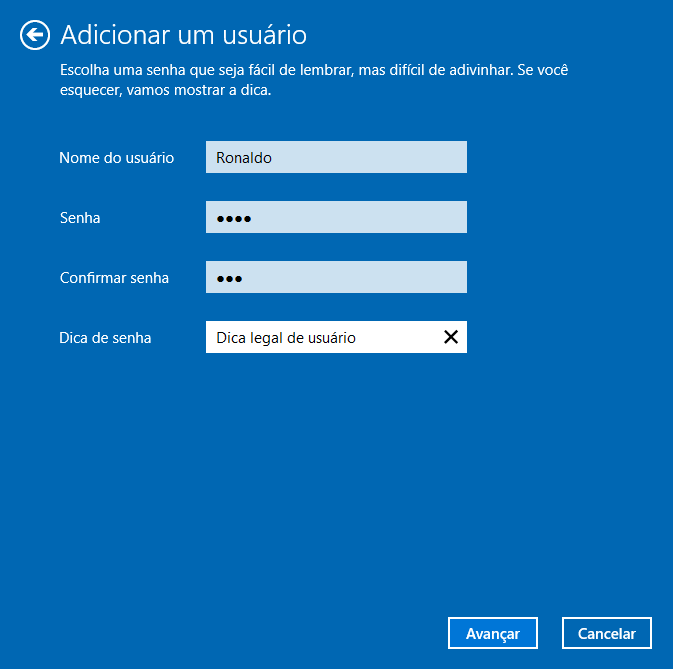 Adicionar um usuário
Escolha uma senha que seja fácil de lembrar, mas difícil de adivinhar. Se você
esquecer, vamos mostrar a dica.
Nome do usuário Ronaldo
Senha ●●●●
Confirmar senha ●●●
Dica de senha Dica legal de usuário
Avançar Cancelar